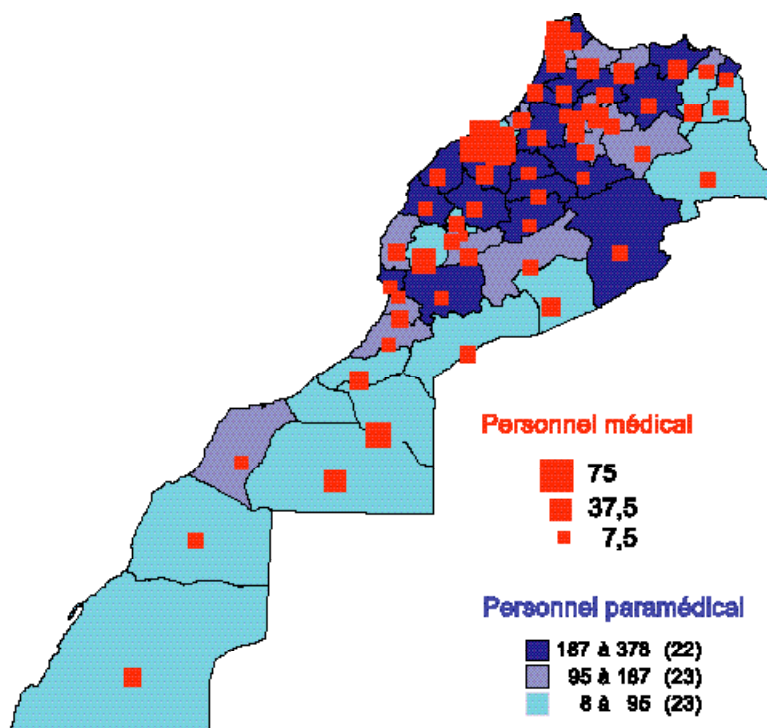 Personnel médical
75
37,5
7,5
Personnel paramédical
187 à 378 (22)
95 à 187 (23)
8 à 95 (23)